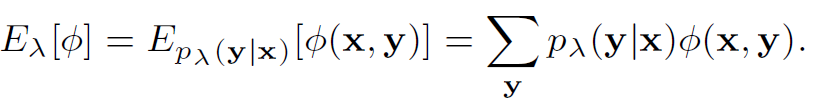 E_λ[ϕ] = E_{p_λ(𝐲|𝐱)}[ϕ(𝐱, 𝐲)] = ∑_𝐲 p_λ(𝐲|𝐱)ϕ(𝐱, 𝐲).